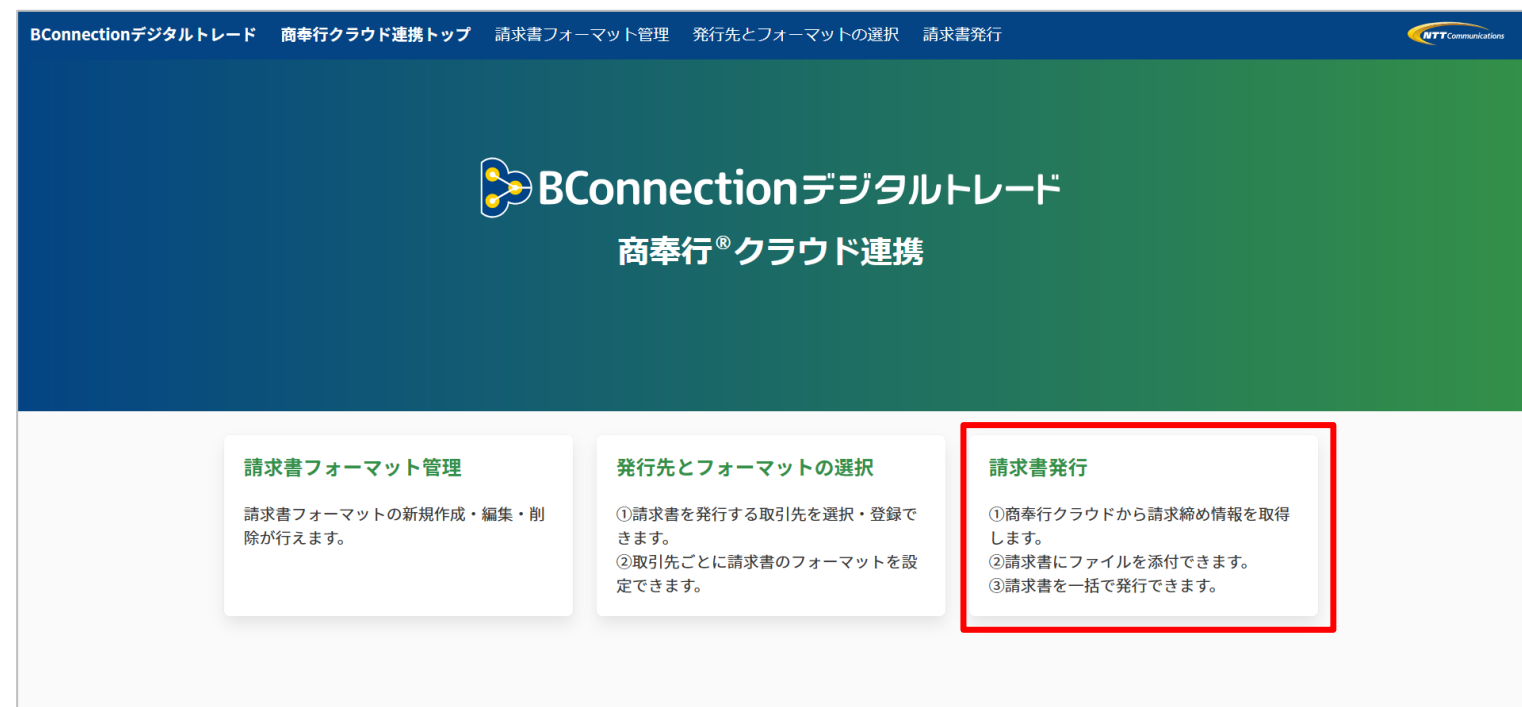 BConnectionデジタルトレード 商奉行クラウド連携トップ 請求書フォーマット管理 発行先とフォーマットの選択 請求書発行 NTT Communications
BConnectionデジタルトレード
商奉行®クラウド連携
請求書フォーマット管理
請求書フォーマットの新規作成・編集・削
除が行えます。
発行先とフォーマットの選択
①請求書を発行する取引先を選択・登録で
きます。
②取引先ごとに請求書のフォーマットを設
定できます。
請求書発行
①商奉行クラウドから請求締め情報を取得
します。
②請求書にファイルを添付できます。
③請求書を一括で発行できます。